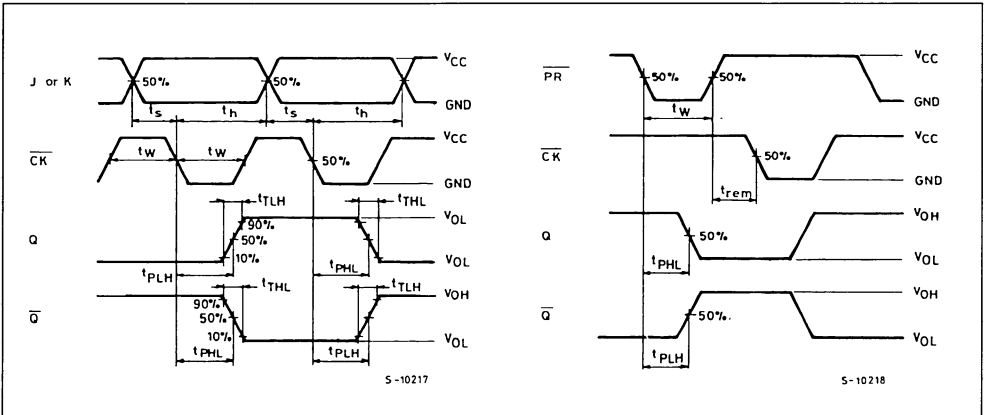 J or K
50%
50%
VCC
GND
ts
th
ts
th
CK
tW
tW
50%
VCC
GND
tTLH
tTHL
Q
90%
50%
10%
VOL
VOL
tPLH
tPHL
tTHL
tTLH
Q
90%
50%
10%
VOH
VOL
tPHL
tPLH
S-10217
PR
50%
50%
VCC
GND
tW
CK
50%
VCC
GND
trem
Q
50%
VOH
VOL
tPHL
Q
50%
VOH
VOL
tPLH
S-10218